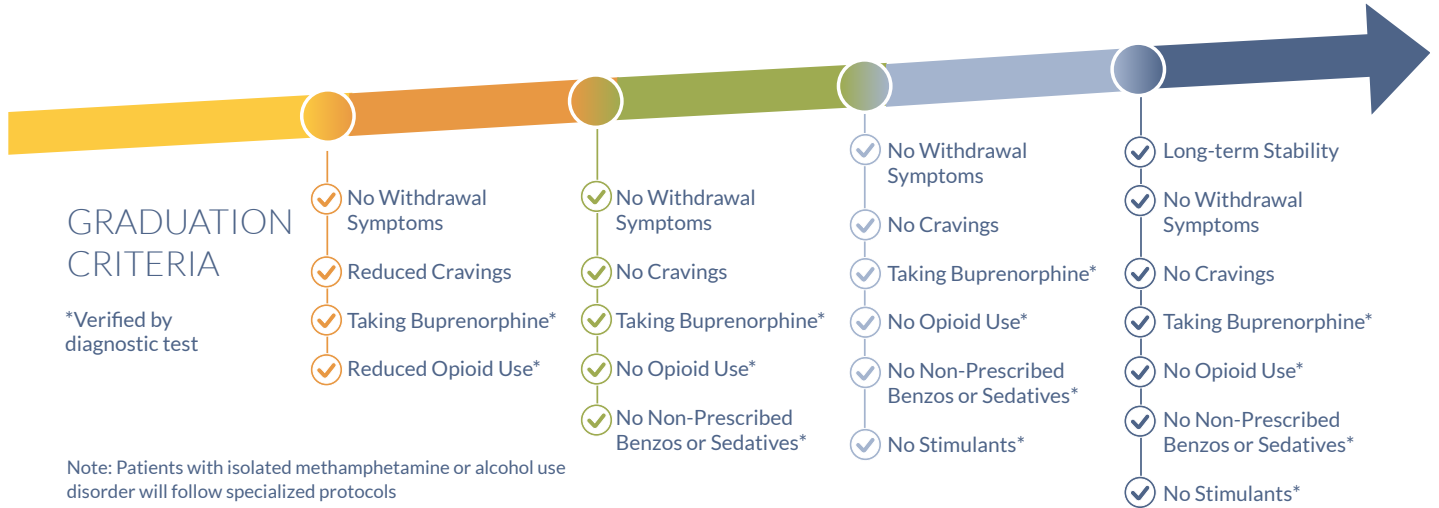 GRADUATION
CRITERIA
*Verified by
diagnostic test
No Withdrawal
Symptoms
Reduced Cravings
Taking Buprenorphine*
Reduced Opioid Use*
No Withdrawal
Symptoms
No Cravings
Taking Buprenorphine*
No Opioid Use*
No Non-Prescribed
Benzos or Sedatives*
No Withdrawal
Symptoms
No Cravings
Taking Buprenorphine*
No Opioid Use*
No Non-Prescribed
Benzos or Sedatives*
No Stimulants*
Long-term Stability
No Withdrawal
Symptoms
No Cravings
Taking Buprenorphine*
No Opioid Use*
No Non-Prescribed
Benzos or Sedatives*
No Stimulants*
Note: Patients with isolated methamphetamine or alcohol use
disorder will follow specialized protocols